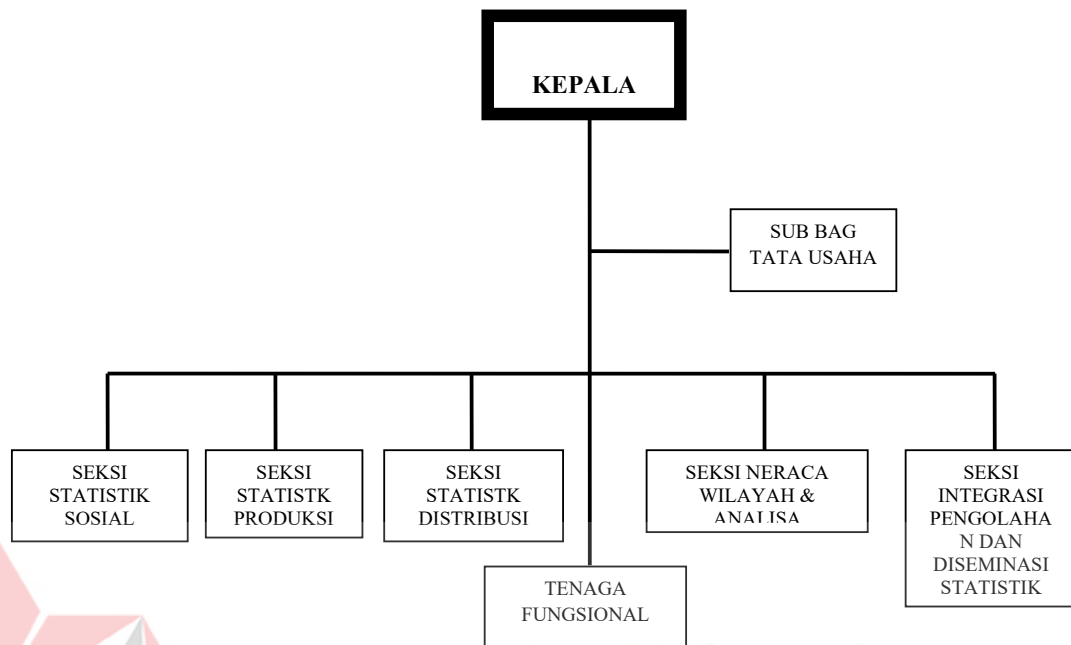 KEPALA
SUB BAG
TATA USAHA
SEKSI
STATISTIK
SOSIAL
SEKSI
STATISTK
PRODUKSI
SEKSI
STATISTK
DISTRIBUSI
SEKSI NERACA
WILAYAH &
ANALISA
SEKSI
INTEGRASI
PENGOLAHA
N DAN
DISEMINASI
STATISTIK
TENAGA
FUNGSIONAL